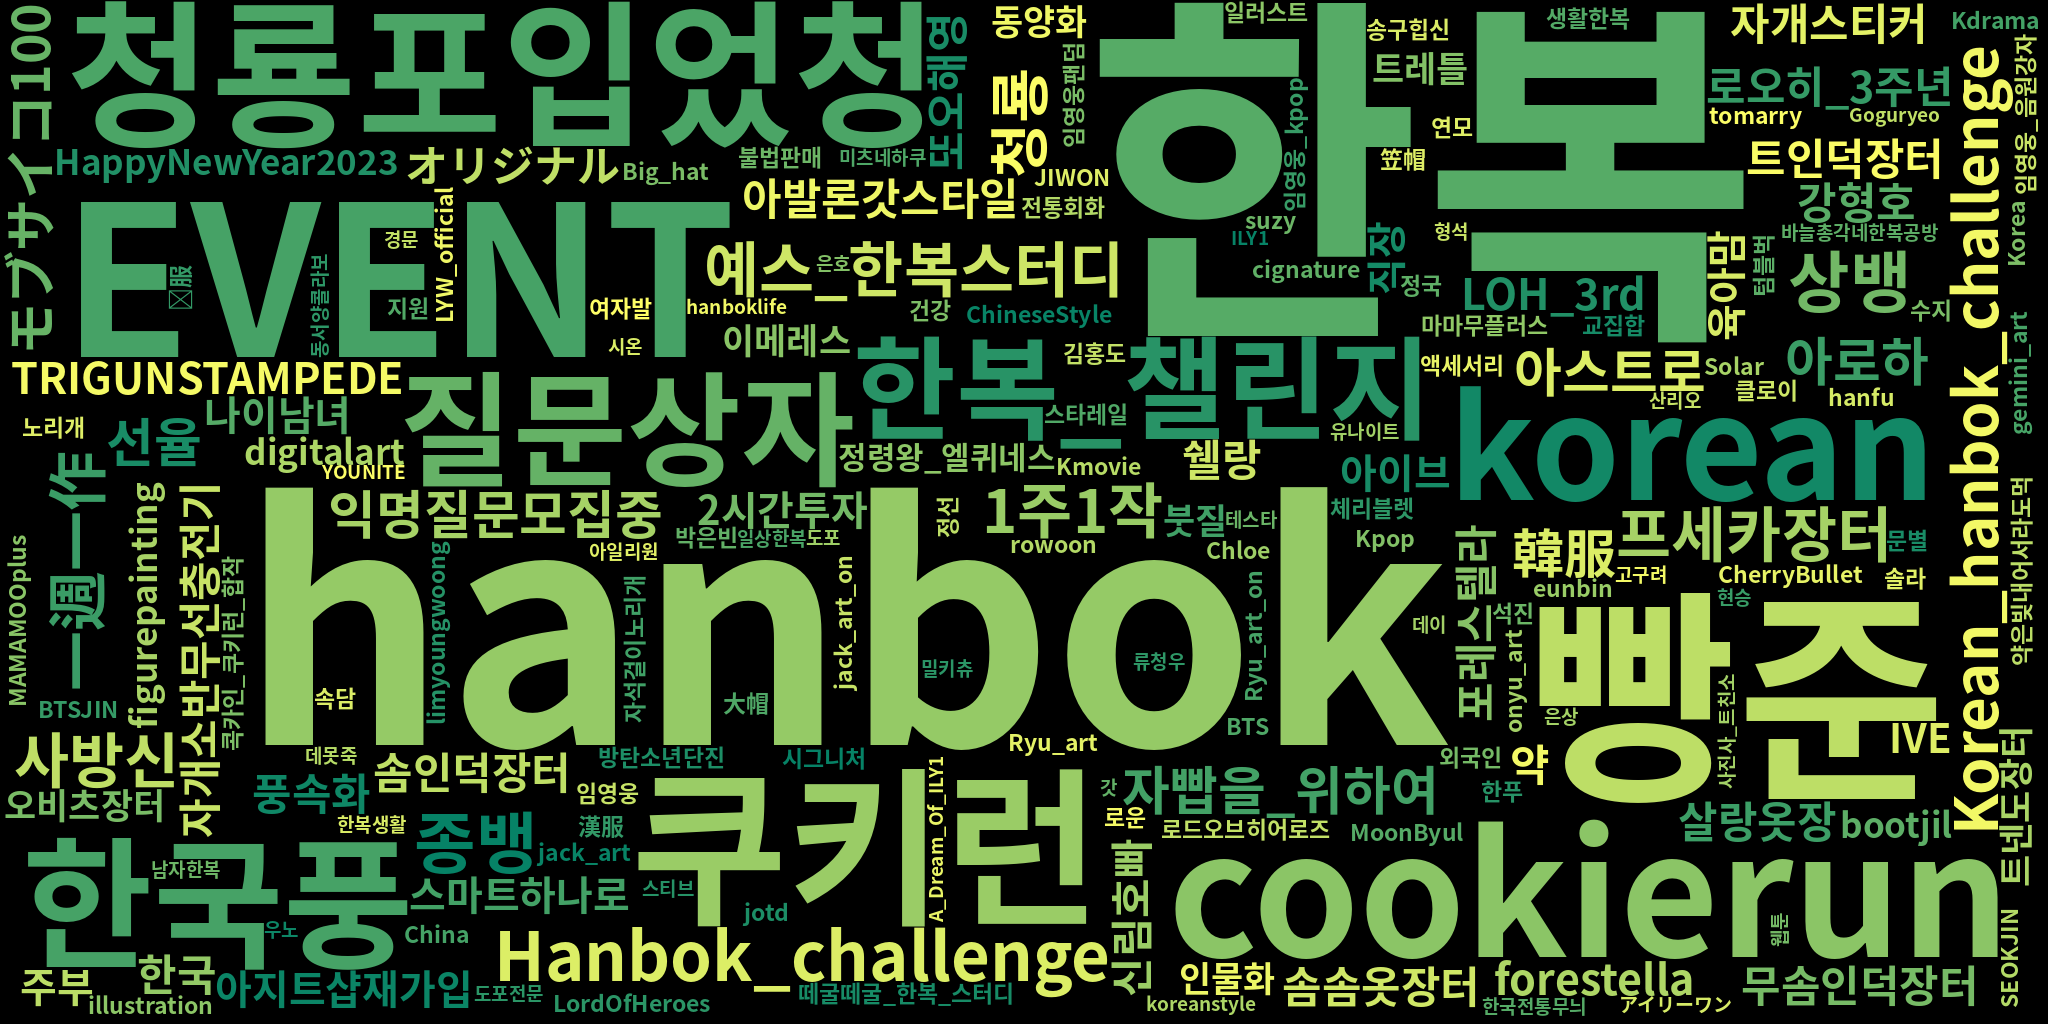 モブサイコ100
청룡포입었청
또오해영
동양화
청룡
임영웅팬덤
일러스트
송구힙신
트레틀
생활한복
자개스티커
Kdrama
한복
로오히_3주년
tomarry
Goguryeo
Korean_hanbok_challenge
임영웅_음원강자
HappyNewYear2023
オリジナル
Big_hat
불법판매
미츠네하쿠
JIWON
임영웅_kpop
연모
笠帽
트인덕장터
강형호
바늘총각네한복공방
Korea
EVENT
LYW_official
아발론갓스타일
전통회화
suzy
ILY1
cignature
직장
형석
정국
LOH_3rd
육아맘
텀블벅
상뱅
수지
경문
동서양콜라보
지원
예스_한복스터디
은호
여자발
hanboklife
건강
ChineseStyle
이메레스
시온
마마무플러스
교집합
gemini_art
TRIGUNSTAMPEDE
질문상자
한복_챌린지
김홍도
스타레일
액세서리
아스트로
Solar
아로하
클로이
산리오
hanfu
유나이트
노리개
선율
나이남녀
digitalart
YOUNITE
정령왕_엘퀴네스
Kmovie
쉘랑
아이브
korean
一週一作
figurepainting
자개소반무선충전기
쿡카인_쿠키런_합작
익명질문모집중
2시간투자
박은빈
일상한복
도포
아일리원
정선
1주1작
rowoon
붓질
테스타
Chloe
체리블렛
Kpop
포레스텔라
韓服
프세카장터
문별
고구려
eunbin
CherryBullet
솔라
현승
약은빛내어서라도먹
MAMAMOOplus
limyoungwoong
자석걸이노리개
jack_art_on
hanbok
밀키츄
류청우
Ryu_art_on
데이
석진
onyu_art
빵준
은상
사진사_트친소
IVE
BTSJIN
속담
大帽
BTS
사방신
오비츠장터
데못죽
풍속화
솜인덕장터
방탄소년단진
시그니처
Ryu_art
외국인
약
한푸
트넨도장터
임영웅
쿠키런
A_Dream_Of_ILY1
갓
자빱을_위하여
로운
로드오브히어로즈
MoonByul
살랑옷장
bootjil
한복생활
종뱅
漢服
jack_art
한국풍
남자한복
우노
스마트하나로
스티브
jotd
China
신림호빠
cookierun
웹툰
SEOKJIN
Hanbok_challenge
주부
한국
illustration
아지트샵재가입
도포전문
LordOfHeroes
떼굴떼굴_한복_스터디
인물화
koreanstyle
솜솜옷장터
forestella
한국전통무늬
アイリーワン
무솜인덕장터